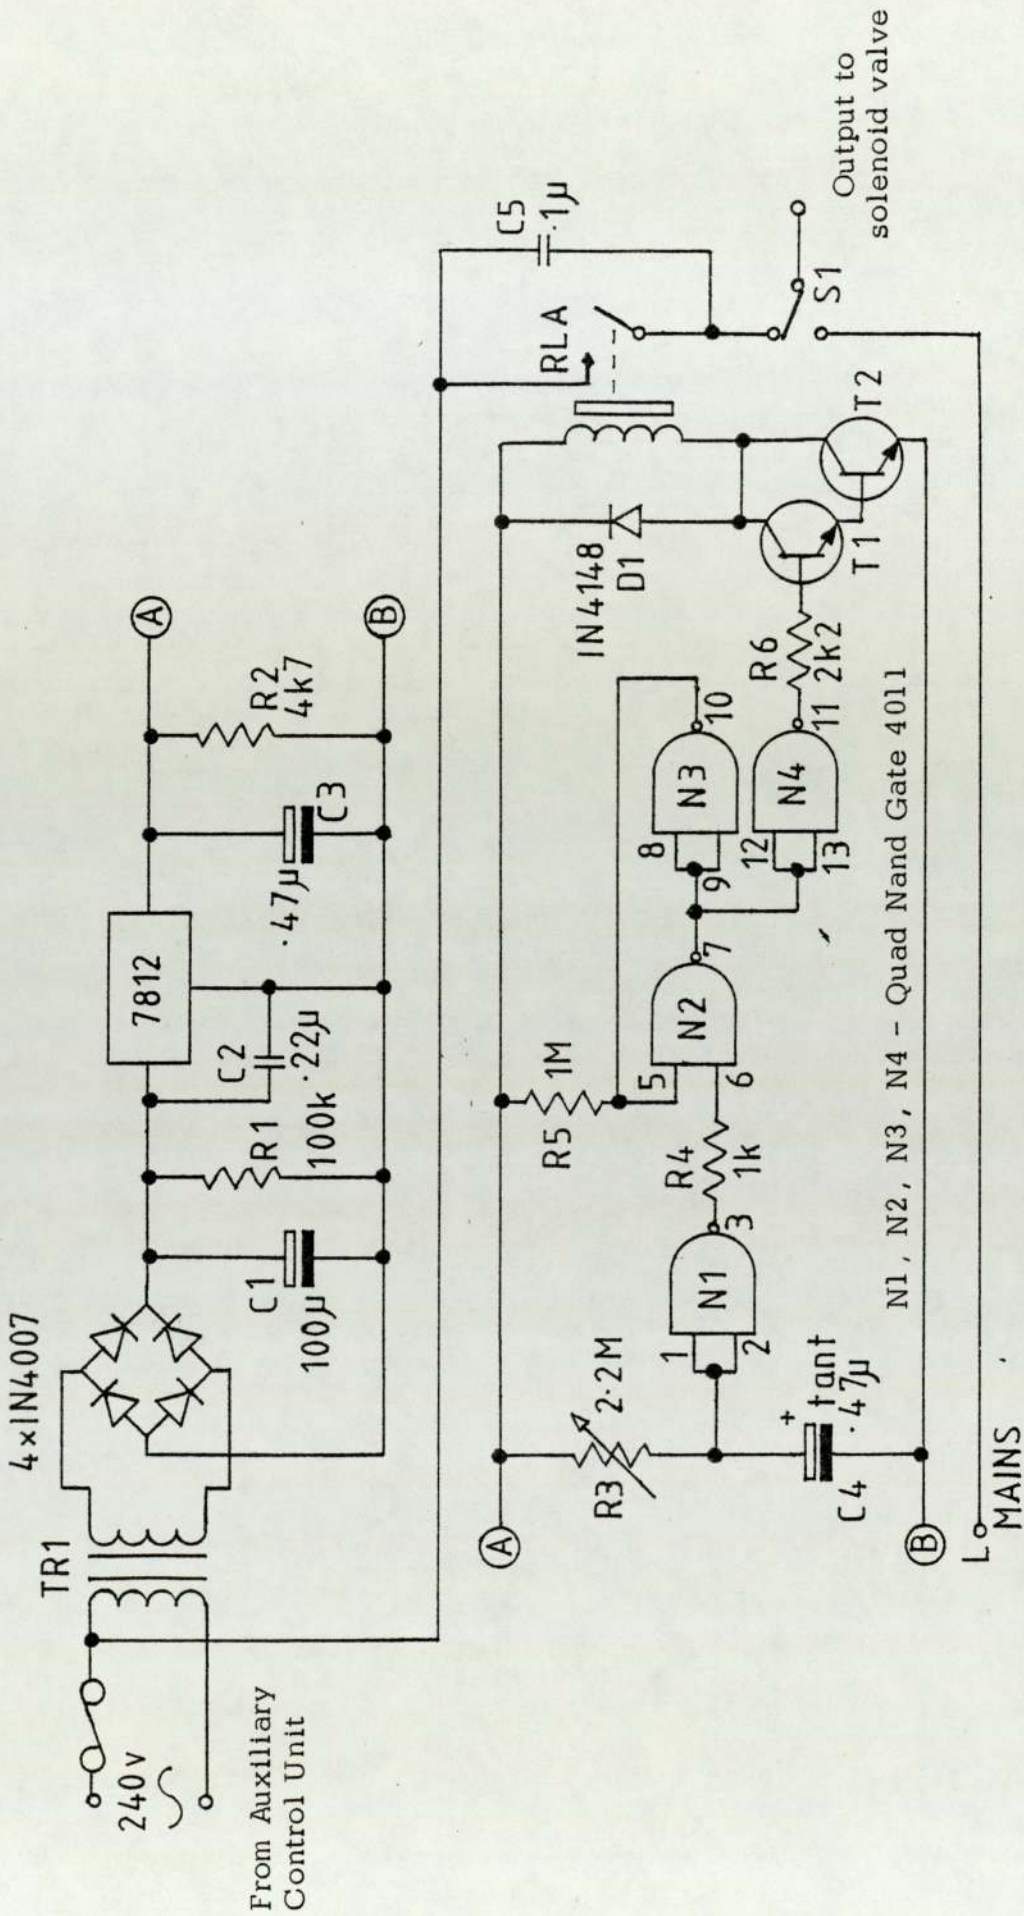 4×IN4007
TR1
240v
From Auxiliary
Control Unit
C1
100µ
R1
100k
C2
·22µ
7812
·47µ
C3
R2
4k7
A
B
A
R3
2·2M
C4
+
tant
·47µ
B
L
MAINS
1
2
N1
3
R4
1k
R5
1M
5
6
N2
7
8
9
N3
10
12
13
N4
11
R6
2k2
IN4148
D1
T1
T2
RLA
C5
·1µ
S1
Output to
solenoid valve
N1, N2, N3, N4 - Quad Nand Gate 4011